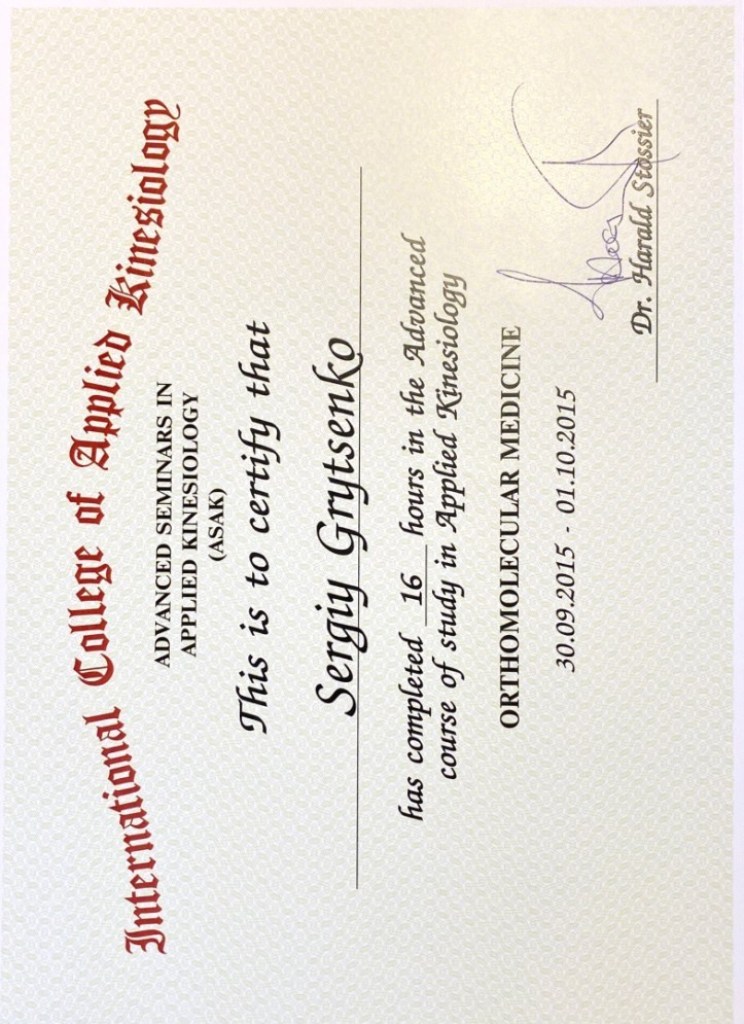 International College of Applied Kinesiology
ADVANCED SEMINARS IN
APPLIED KINESIOLOGY
(ASAK)
This is to certify that
Sergiy Grytsenko
has completed 16 hours in the Advanced
course of study in Applied Kinesiology
ORTHOMOLECULAR MEDICINE
30.09.2015 - 01.10.2015
Dr. Harald Stossier